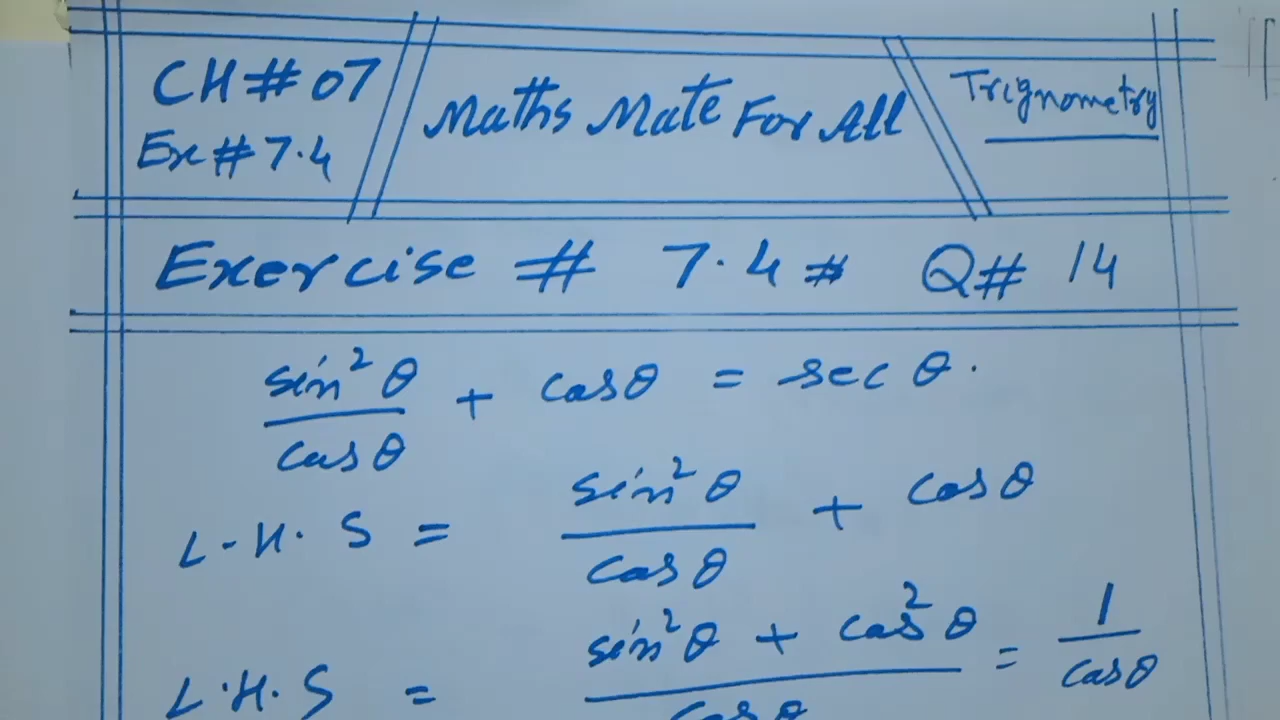 CH # 07
Ex # 7.4
Maths Mate For All
Trignometry
Exercise # 7.4 # Q# 14
sin²θ/cosθ + cosθ = secθ.
L-H.S = sin²θ/cosθ + cosθ
L.H.S = sin²θ + cos²θ/cosθ = 1/cosθ